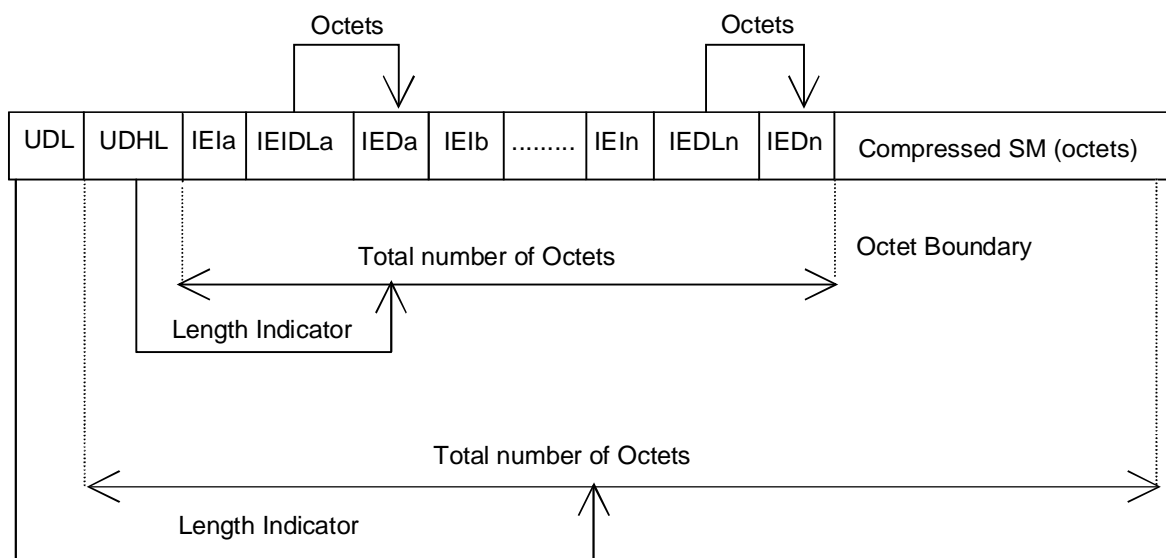 Octets Octets
UDL UDHL IEIa IEIDLa IEDa IEIb ......... IEIn IEDLn IEDn Compressed SM (octets)
Total number of Octets Octet Boundary
Length Indicator
Total number of Octets
Length Indicator